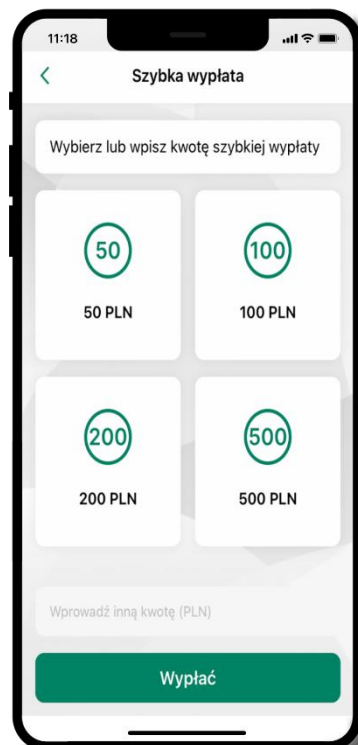 11:18
Szybka wypłata
Wybierz lub wpisz kwotę szybkiej wypłaty
50
100
50 PLN
100 PLN
200
500
200 PLN
500 PLN
Wprowadź inną kwotę (PLN)
Wypłać